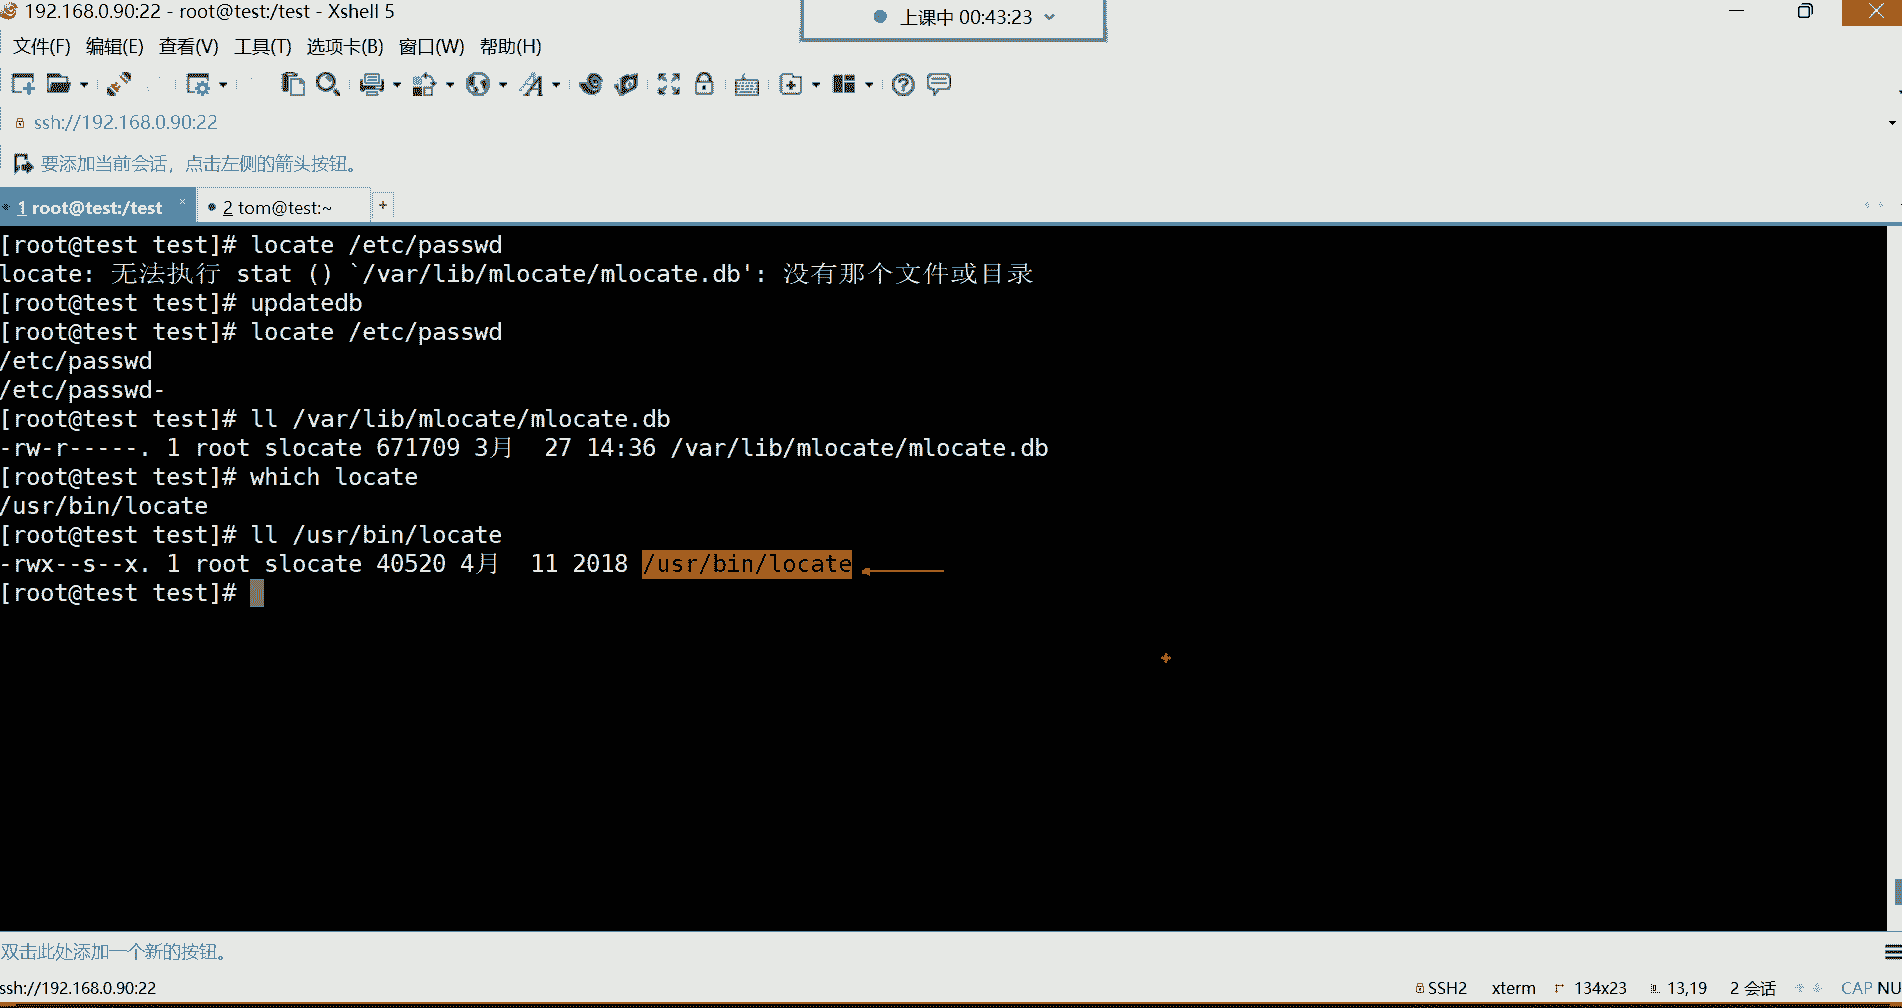 192.168.0.90:22 - root@test:/test - Xshell 5
上课中 00:43:23
文件(F) 编辑(E) 查看(V) 工具(T) 选项卡(B) 窗口(W) 帮助(H)
ssh://192.168.0.90:22
要添加当前会话，点击左侧的箭头按钮。
1 root@test:/test × 2 tom@test:~ +
[root@test test]# locate /etc/passwd
locate: 无法执行 stat () `/var/lib/mlocate/mlocate.db': 没有那个文件或目录
[root@test test]# updatedb
[root@test test]# locate /etc/passwd
/etc/passwd
/etc/passwd-
[root@test test]# ll /var/lib/mlocate/mlocate.db
-rw-r-----. 1 root slocate 671709 3月  27 14:36 /var/lib/mlocate/mlocate.db
[root@test test]# which locate
/usr/bin/locate
[root@test test]# ll /usr/bin/locate
-rwx--s--x. 1 root slocate 40520 4月  11 2018 /usr/bin/locate
[root@test test]#
双击此处添加一个新的按钮。
ssh://192.168.0.90:22 SSH2 xterm 134x23 13,19 2 会话 CAP NU